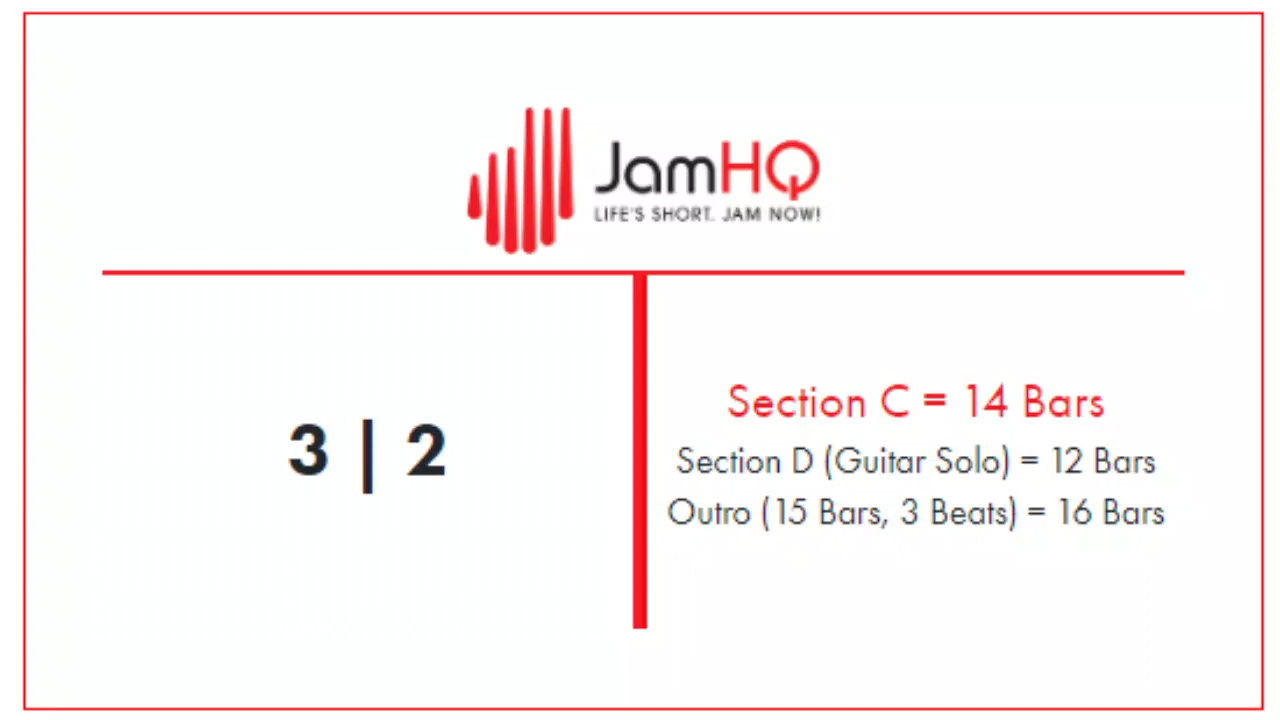 JamHQ
LIFE'S SHORT. JAM NOW!
3 | 2
Section C = 14 Bars
Section D (Guitar Solo) = 12 Bars
Outro (15 Bars, 3 Beats) = 16 Bars